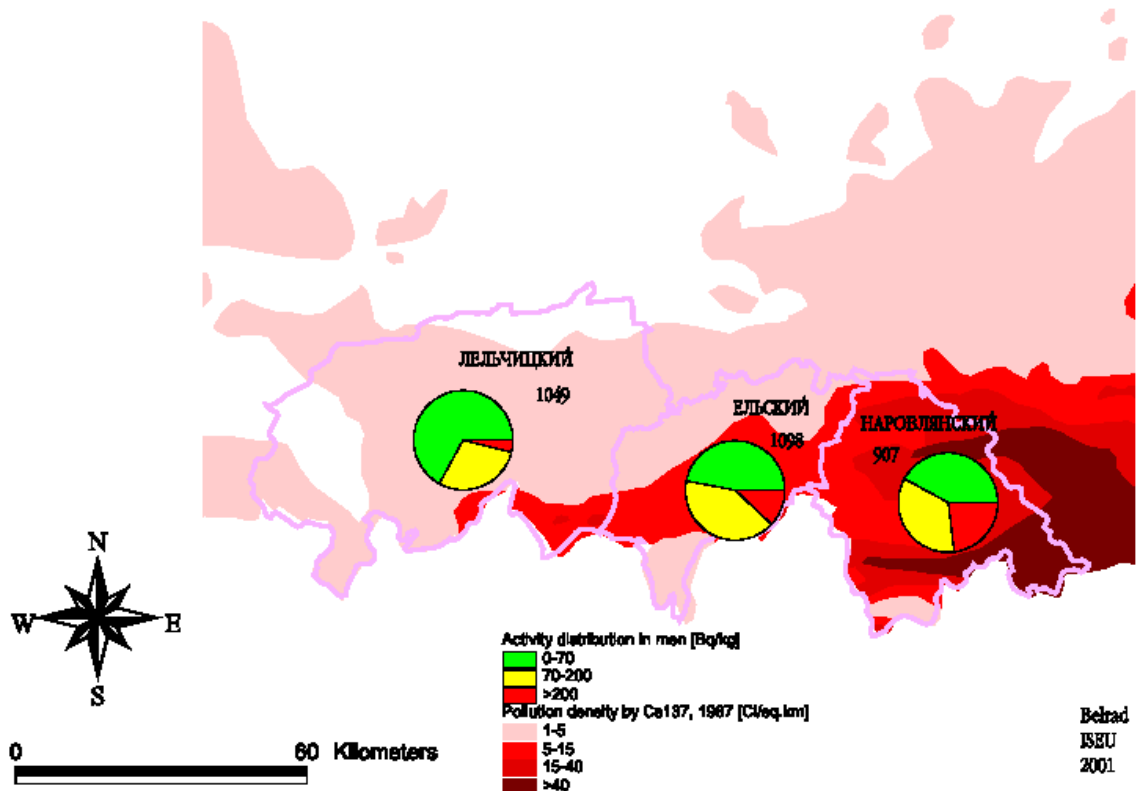 ЛЕЛЬЧИЦКИЙ
1049
ЕЛЬСКИЙ
1098
НАРОВЛЯНСКИЙ
907
N
W
E
S
Activity distribution in men [Bq/kg]
0-70
70-200
>200
Pollution density by Cs137, 1987 [Ci/sq.km]
1-5
5-15
15-40
>40
0 60 Kilometers
Belrad
ISEU
2001